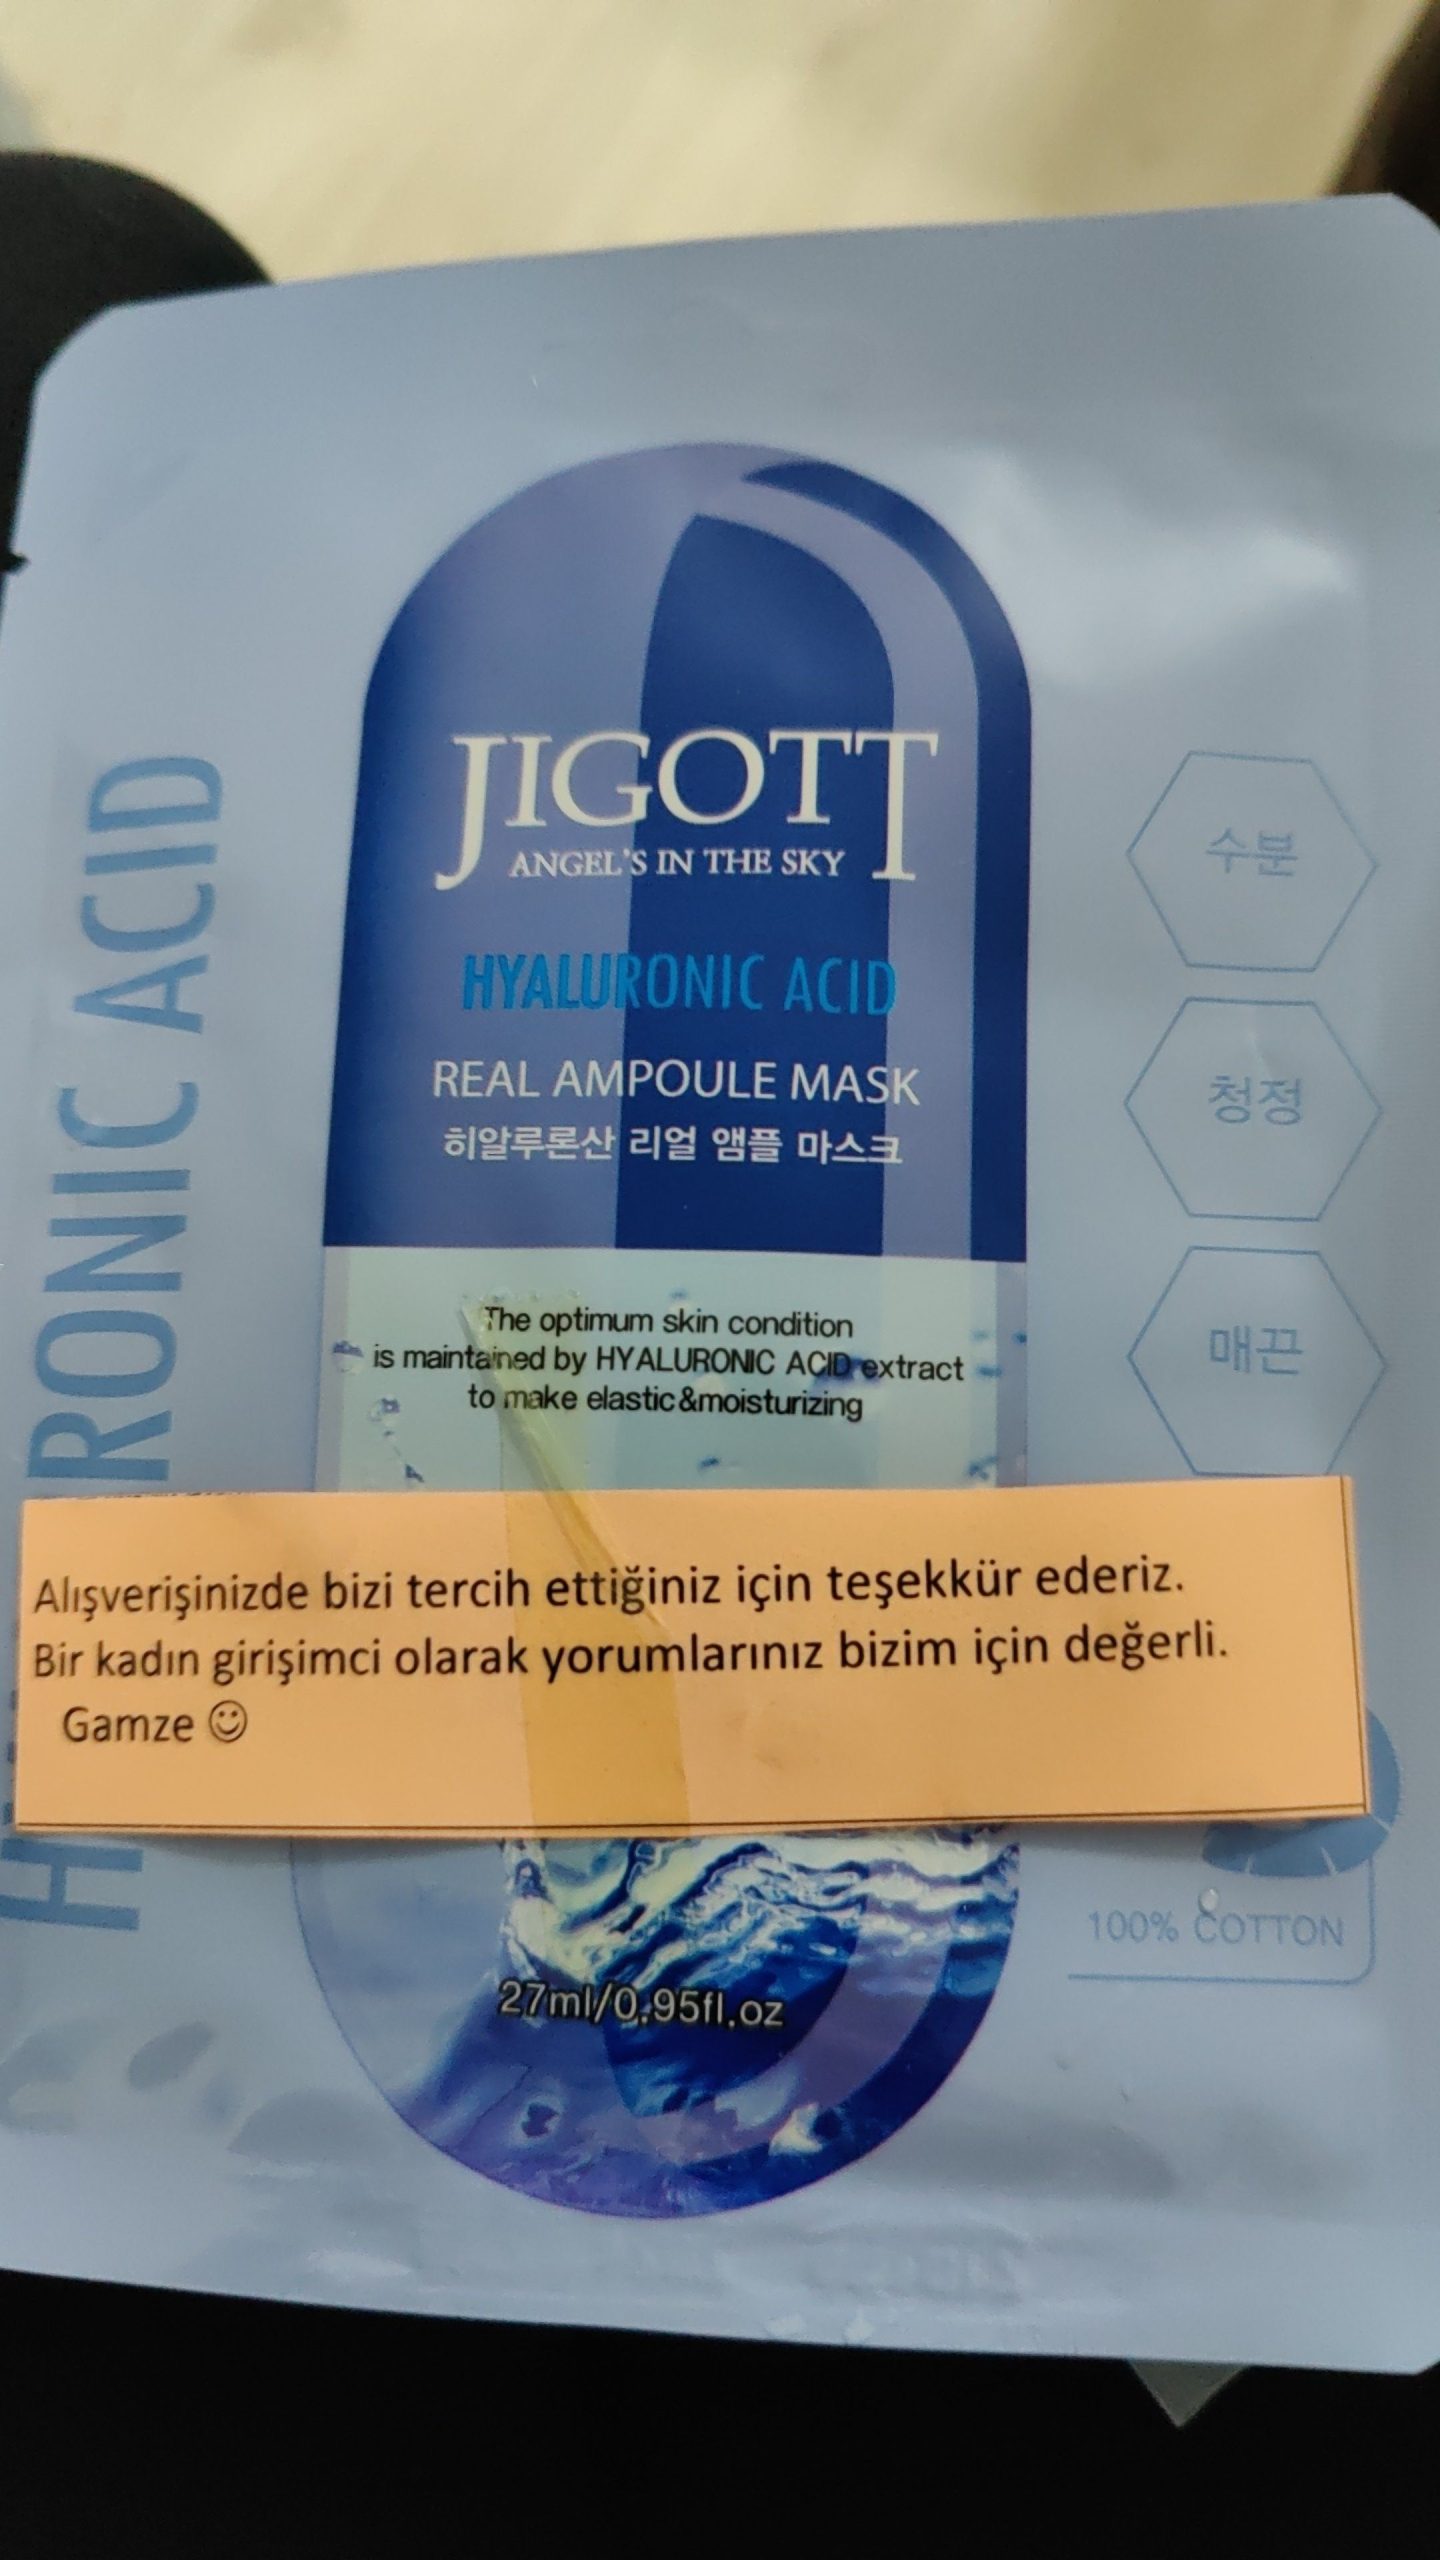 JIGOTT
ANGEL'S IN THE SKY
HYALURONIC ACID
REAL AMPOULE MASK
히알루론산 리얼 앰플 마스크
The optimum skin condition
is maintained by HYALURONIC ACID extract
to make elastic&moisturizing
RONIC ACID
수분
청정
매끈
Alışverişinizde bizi tercih ettiğiniz için teşekkür ederiz.
Bir kadın girişimci olarak yorumlarınız bizim için değerli.
Gamze ☺
100% COTTON
27ml/0.95fl.oz